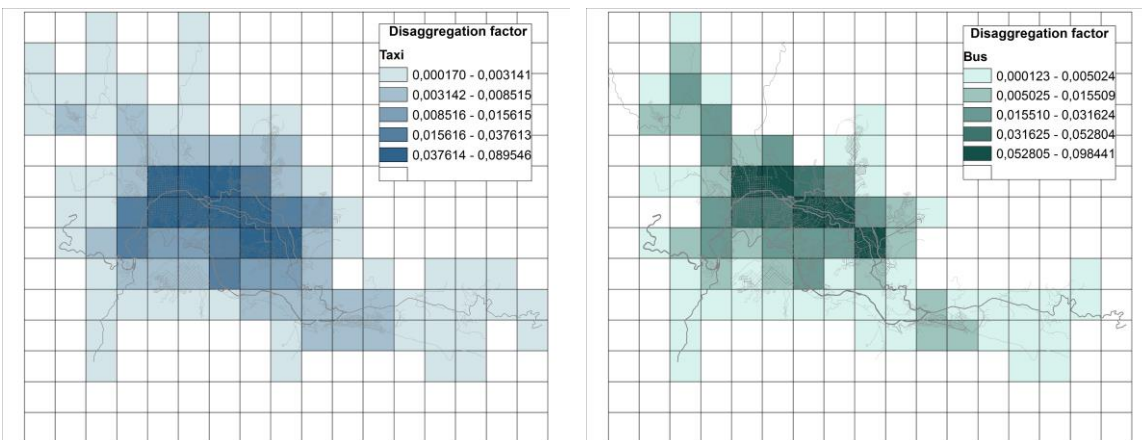 Disaggregation factor
Taxi
0,000170 - 0,003141
0,003142 - 0,008515
0,008516 - 0,015615
0,015616 - 0,037613
0,037614 - 0,089546
Disaggregation factor
Bus
0,000123 - 0,005024
0,005025 - 0,015509
0,015510 - 0,031624
0,031625 - 0,052804
0,052805 - 0,098441